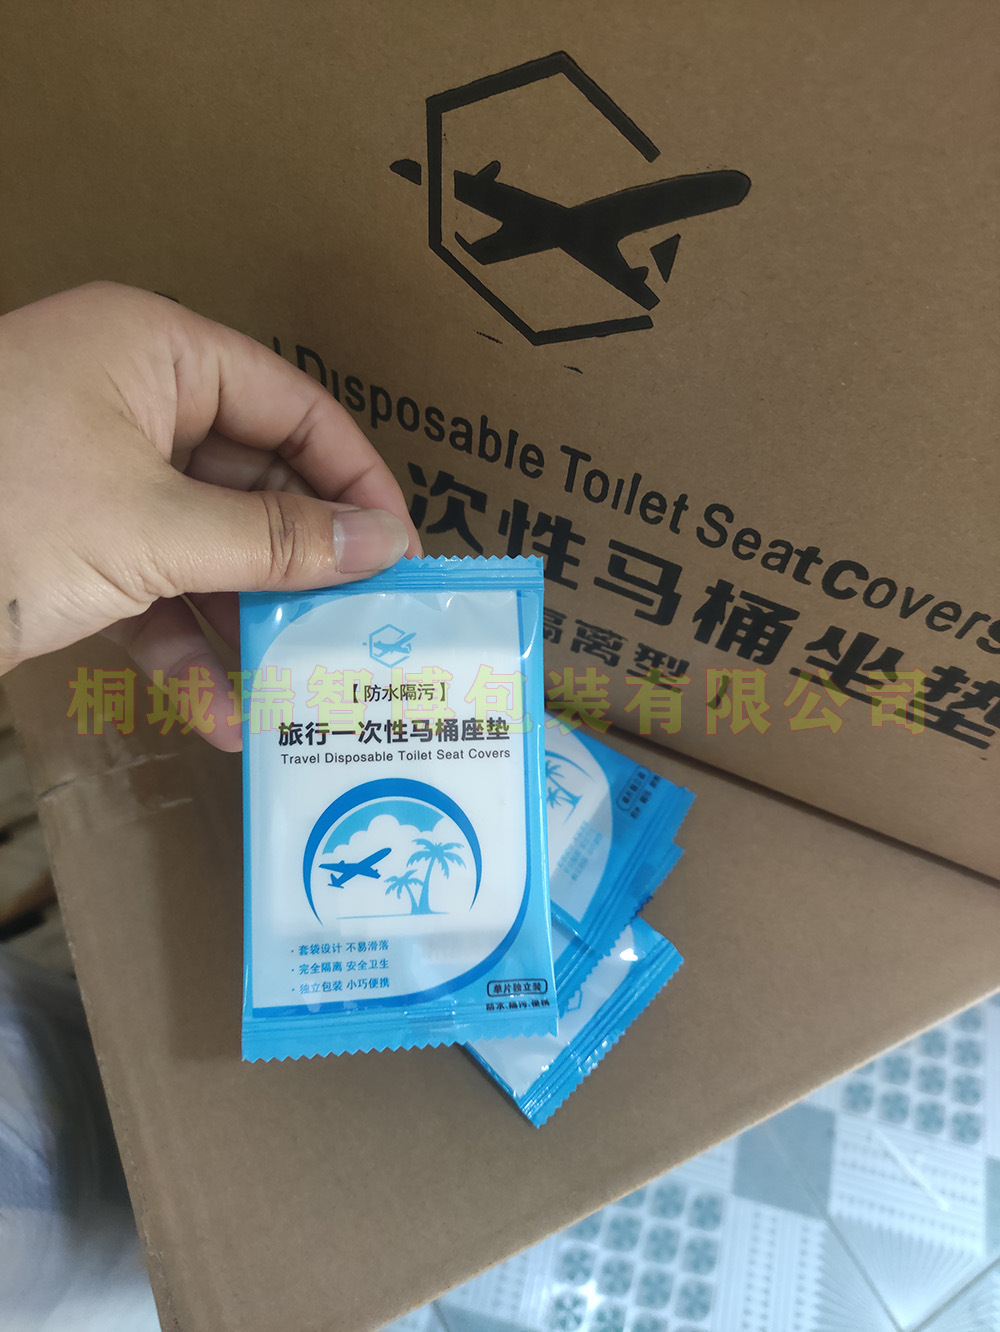 Disposable Toilet Seat Covers
次性马桶坐垫
隔离型）
桐城瑞智博包装有限公司
【防水隔污】
旅行一次性马桶座垫
Travel Disposable Toilet Seat Covers
· 套袋设计 不易滑落
· 完全隔离 安全卫生
· 独立包装 小巧便携
单片独立装
防水、隔污、便携